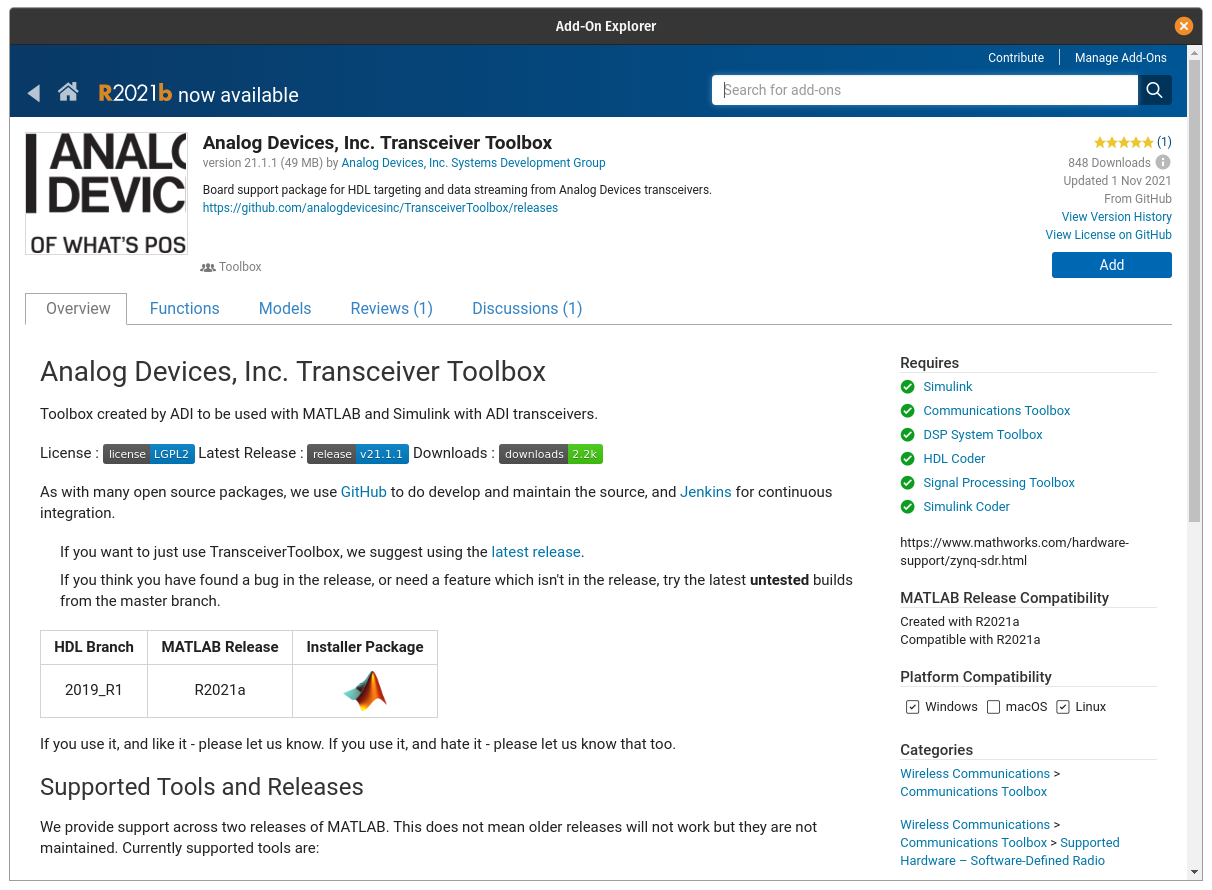 Add-On Explorer
Contribute
Manage Add-Ons
R2021b now available
Search for add-ons
ANALO
DEVIC
OF WHAT'S POS
Analog Devices, Inc. Transceiver Toolbox
version 21.1.1 (49 MB) by Analog Devices, Inc. Systems Development Group
Board support package for HDL targeting and data streaming from Analog Devices transceivers.
https://github.com/analogdevicesinc/TransceiverToolbox/releases
Toolbox
(1)
848 Downloads
Updated 1 Nov 2021
From GitHub
View Version History
View License on GitHub
Add
Overview
Functions
Models
Reviews (1)
Discussions (1)
Analog Devices, Inc. Transceiver Toolbox
Toolbox created by ADI to be used with MATLAB and Simulink with ADI transceivers.
License : license LGPL2 Latest Release : release v21.1.1 Downloads : downloads 2.2k
As with many open source packages, we use GitHub to do develop and maintain the source, and Jenkins for continuous
integration.
If you want to just use TransceiverToolbox, we suggest using the latest release.
If you think you have found a bug in the release, or need a feature which isn't in the release, try the latest untested builds
from the master branch.
HDL Branch MATLAB Release Installer Package
2019_R1 R2021a
If you use it, and like it - please let us know. If you use it, and hate it - please let us know that too.
Supported Tools and Releases
We provide support across two releases of MATLAB. This does not mean older releases will not work but they are not
maintained. Currently supported tools are:
Requires
Simulink
Communications Toolbox
DSP System Toolbox
HDL Coder
Signal Processing Toolbox
Simulink Coder
https://www.mathworks.com/hardware-
support/zynq-sdr.html
MATLAB Release Compatibility
Created with R2021a
Compatible with R2021a
Platform Compatibility
Windows macOS Linux
Categories
Wireless Communications >
Communications Toolbox
Wireless Communications >
Communications Toolbox > Supported
Hardware – Software-Defined Radio